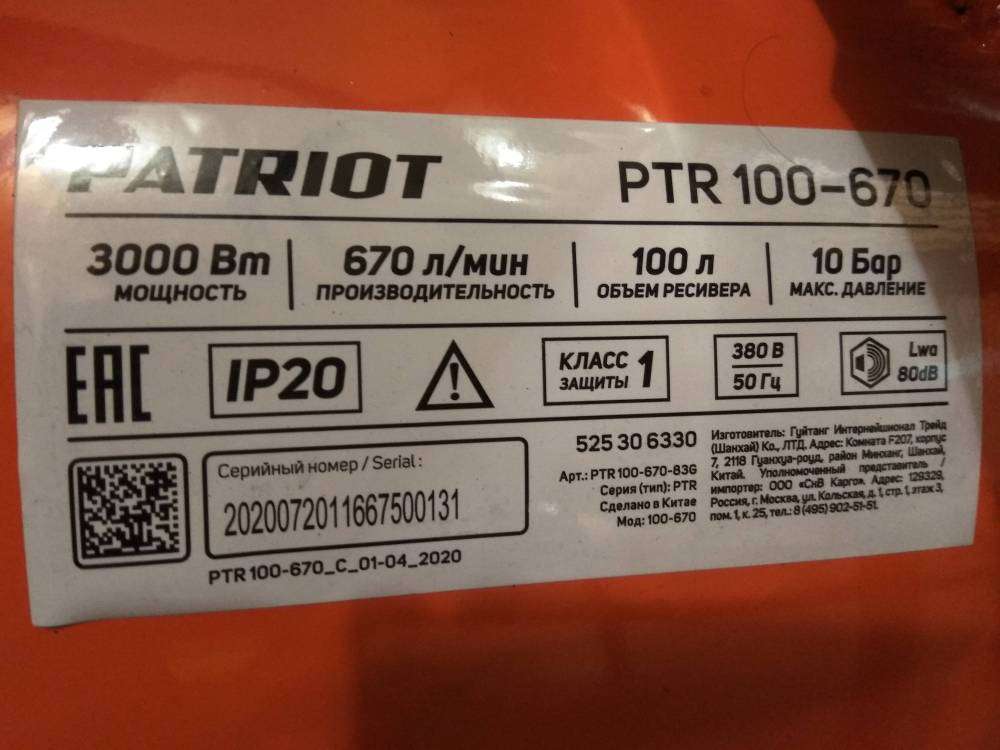 PATRIOT PTR 100-670
3000 Вт 670 л/мин 100 л 10 Бар
МОЩНОСТЬ ПРОИЗВОДИТЕЛЬНОСТЬ ОБЪЕМ РЕСИВЕРА МАКС. ДАВЛЕНИЕ
EAC IP20 КЛАСС ЗАЩИТЫ 1 380 В 50 Гц Lwa 80dB
Серийный номер / Serial:
2020072011667500131
PTR 100-670_C_01-04_2020
525 30 6330
Арт.: PTR 100-670-83G
Серия (тип): PTR
Сделано в Китае
Мод: 100-670
Изготовитель: Гуйтанг Интернейшионал Трейд
(Шанхай) Ко., ЛТД. Адрес: Комната F207, корпус
7, 2118 Гуанхуа-роуд, район Минханг, Шанхай,
Китай. Уполномоченный представитель /
импортер: ООО «СнВ Карго». Адрес: 129329,
Россия, г. Москва, ул. Кольская, д. 1, стр. 1, этаж 3,
пом. 1, к. 25, тел.: 8 (495) 902-51-51.